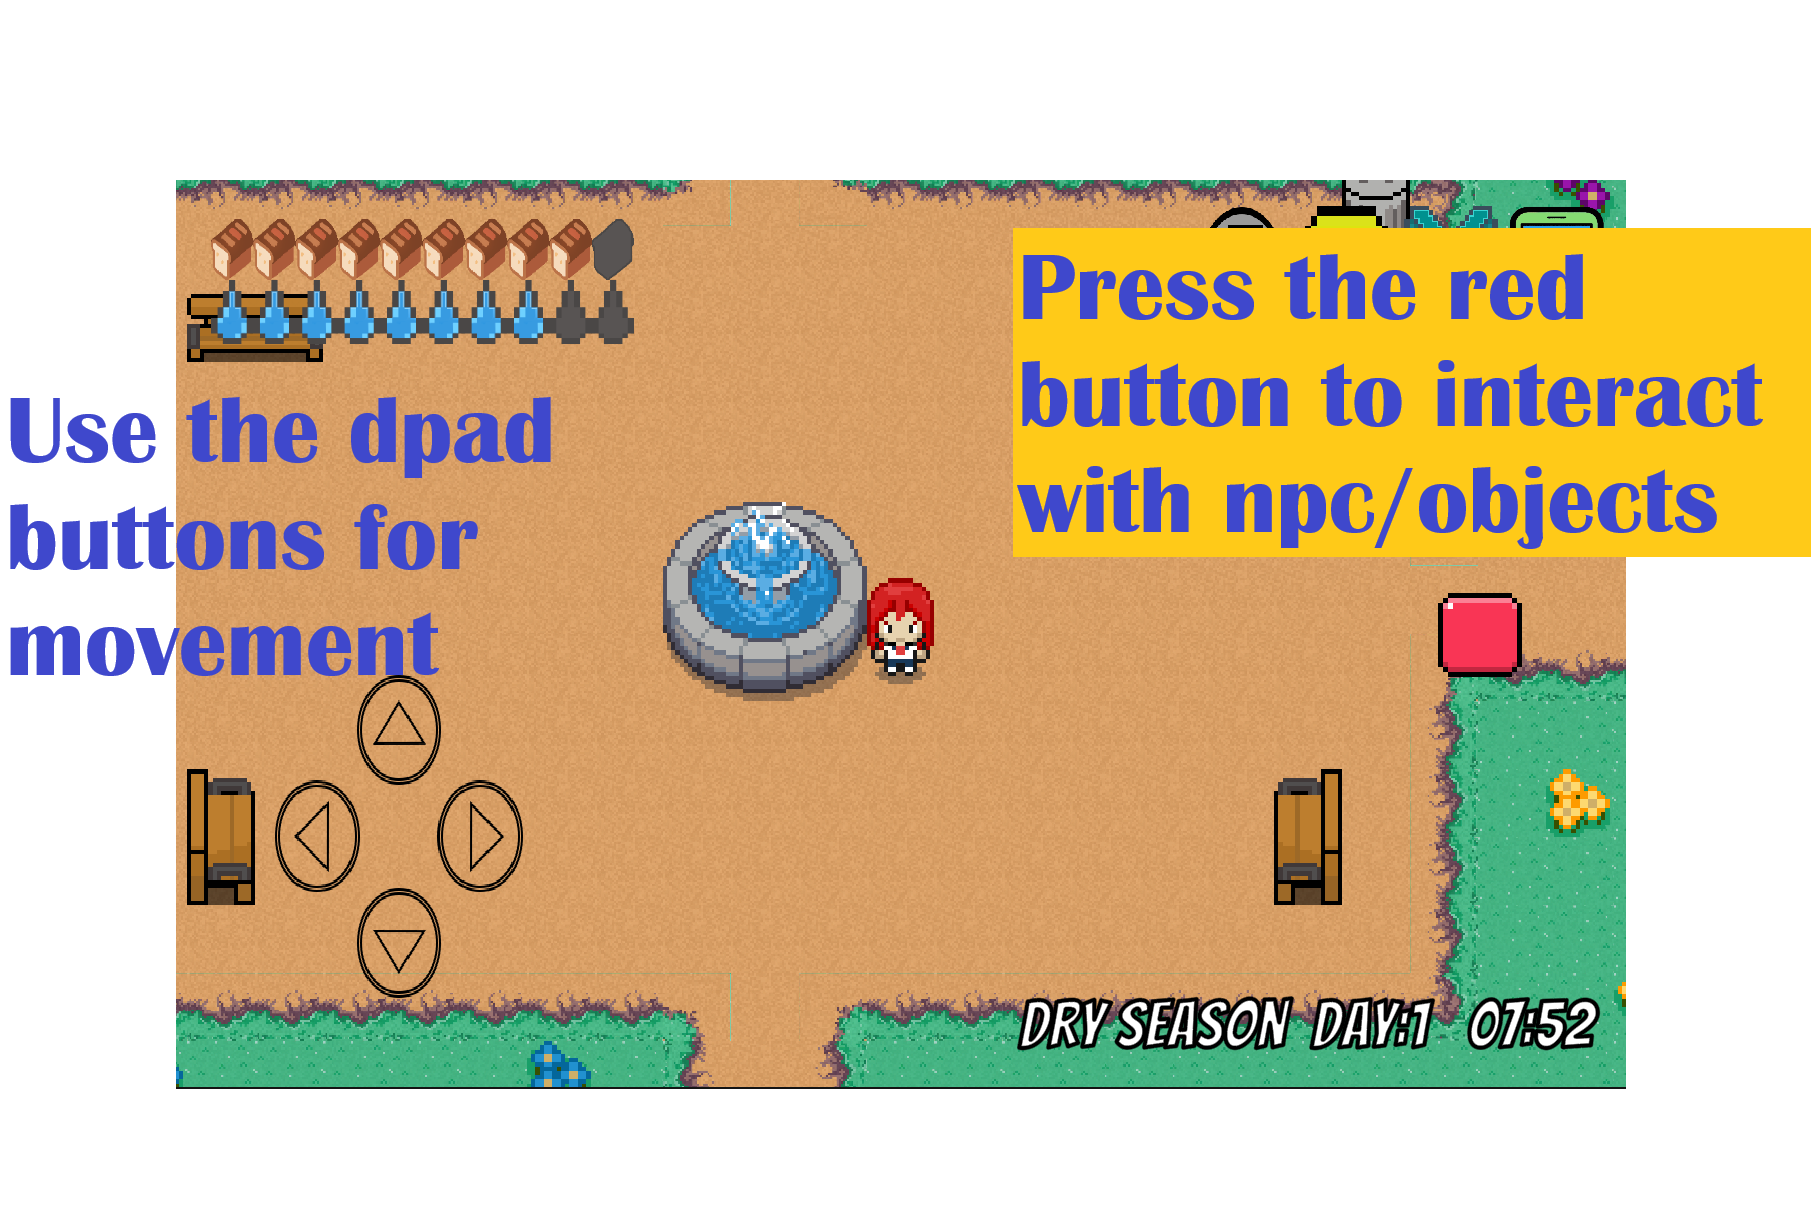 Press the red
button to interact
with npc/objects
Use the dpad
buttons for
movement
DRY SEASON DAY:1 07:52